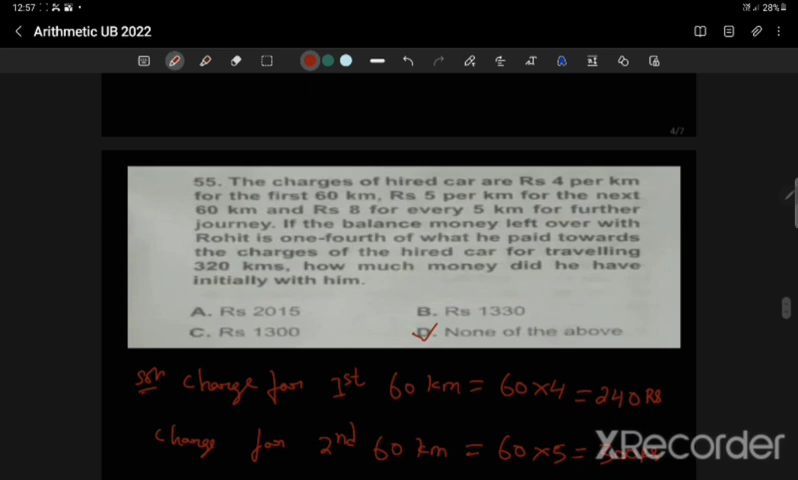 12:57
28%
Arithmetic UB 2022
4/7
55. The charges of hired car are Rs 4 per km
for the first 60 km, Rs 5 per km for the next
60 km and Rs 8 for every 5 km for further
journey. If the balance money left over with
Rohit is one-fourth of what he paid towards
the charges of the hired car for travelling
320 kms, how much money did he have
initially with him.
A. Rs 2015 B. Rs 1330
C. Rs 1300 D. None of the above
Charge for 1st 60 km = 60×4 = 240 Rs
Charge for 2nd 60 km = 60×5 =
XRecorder